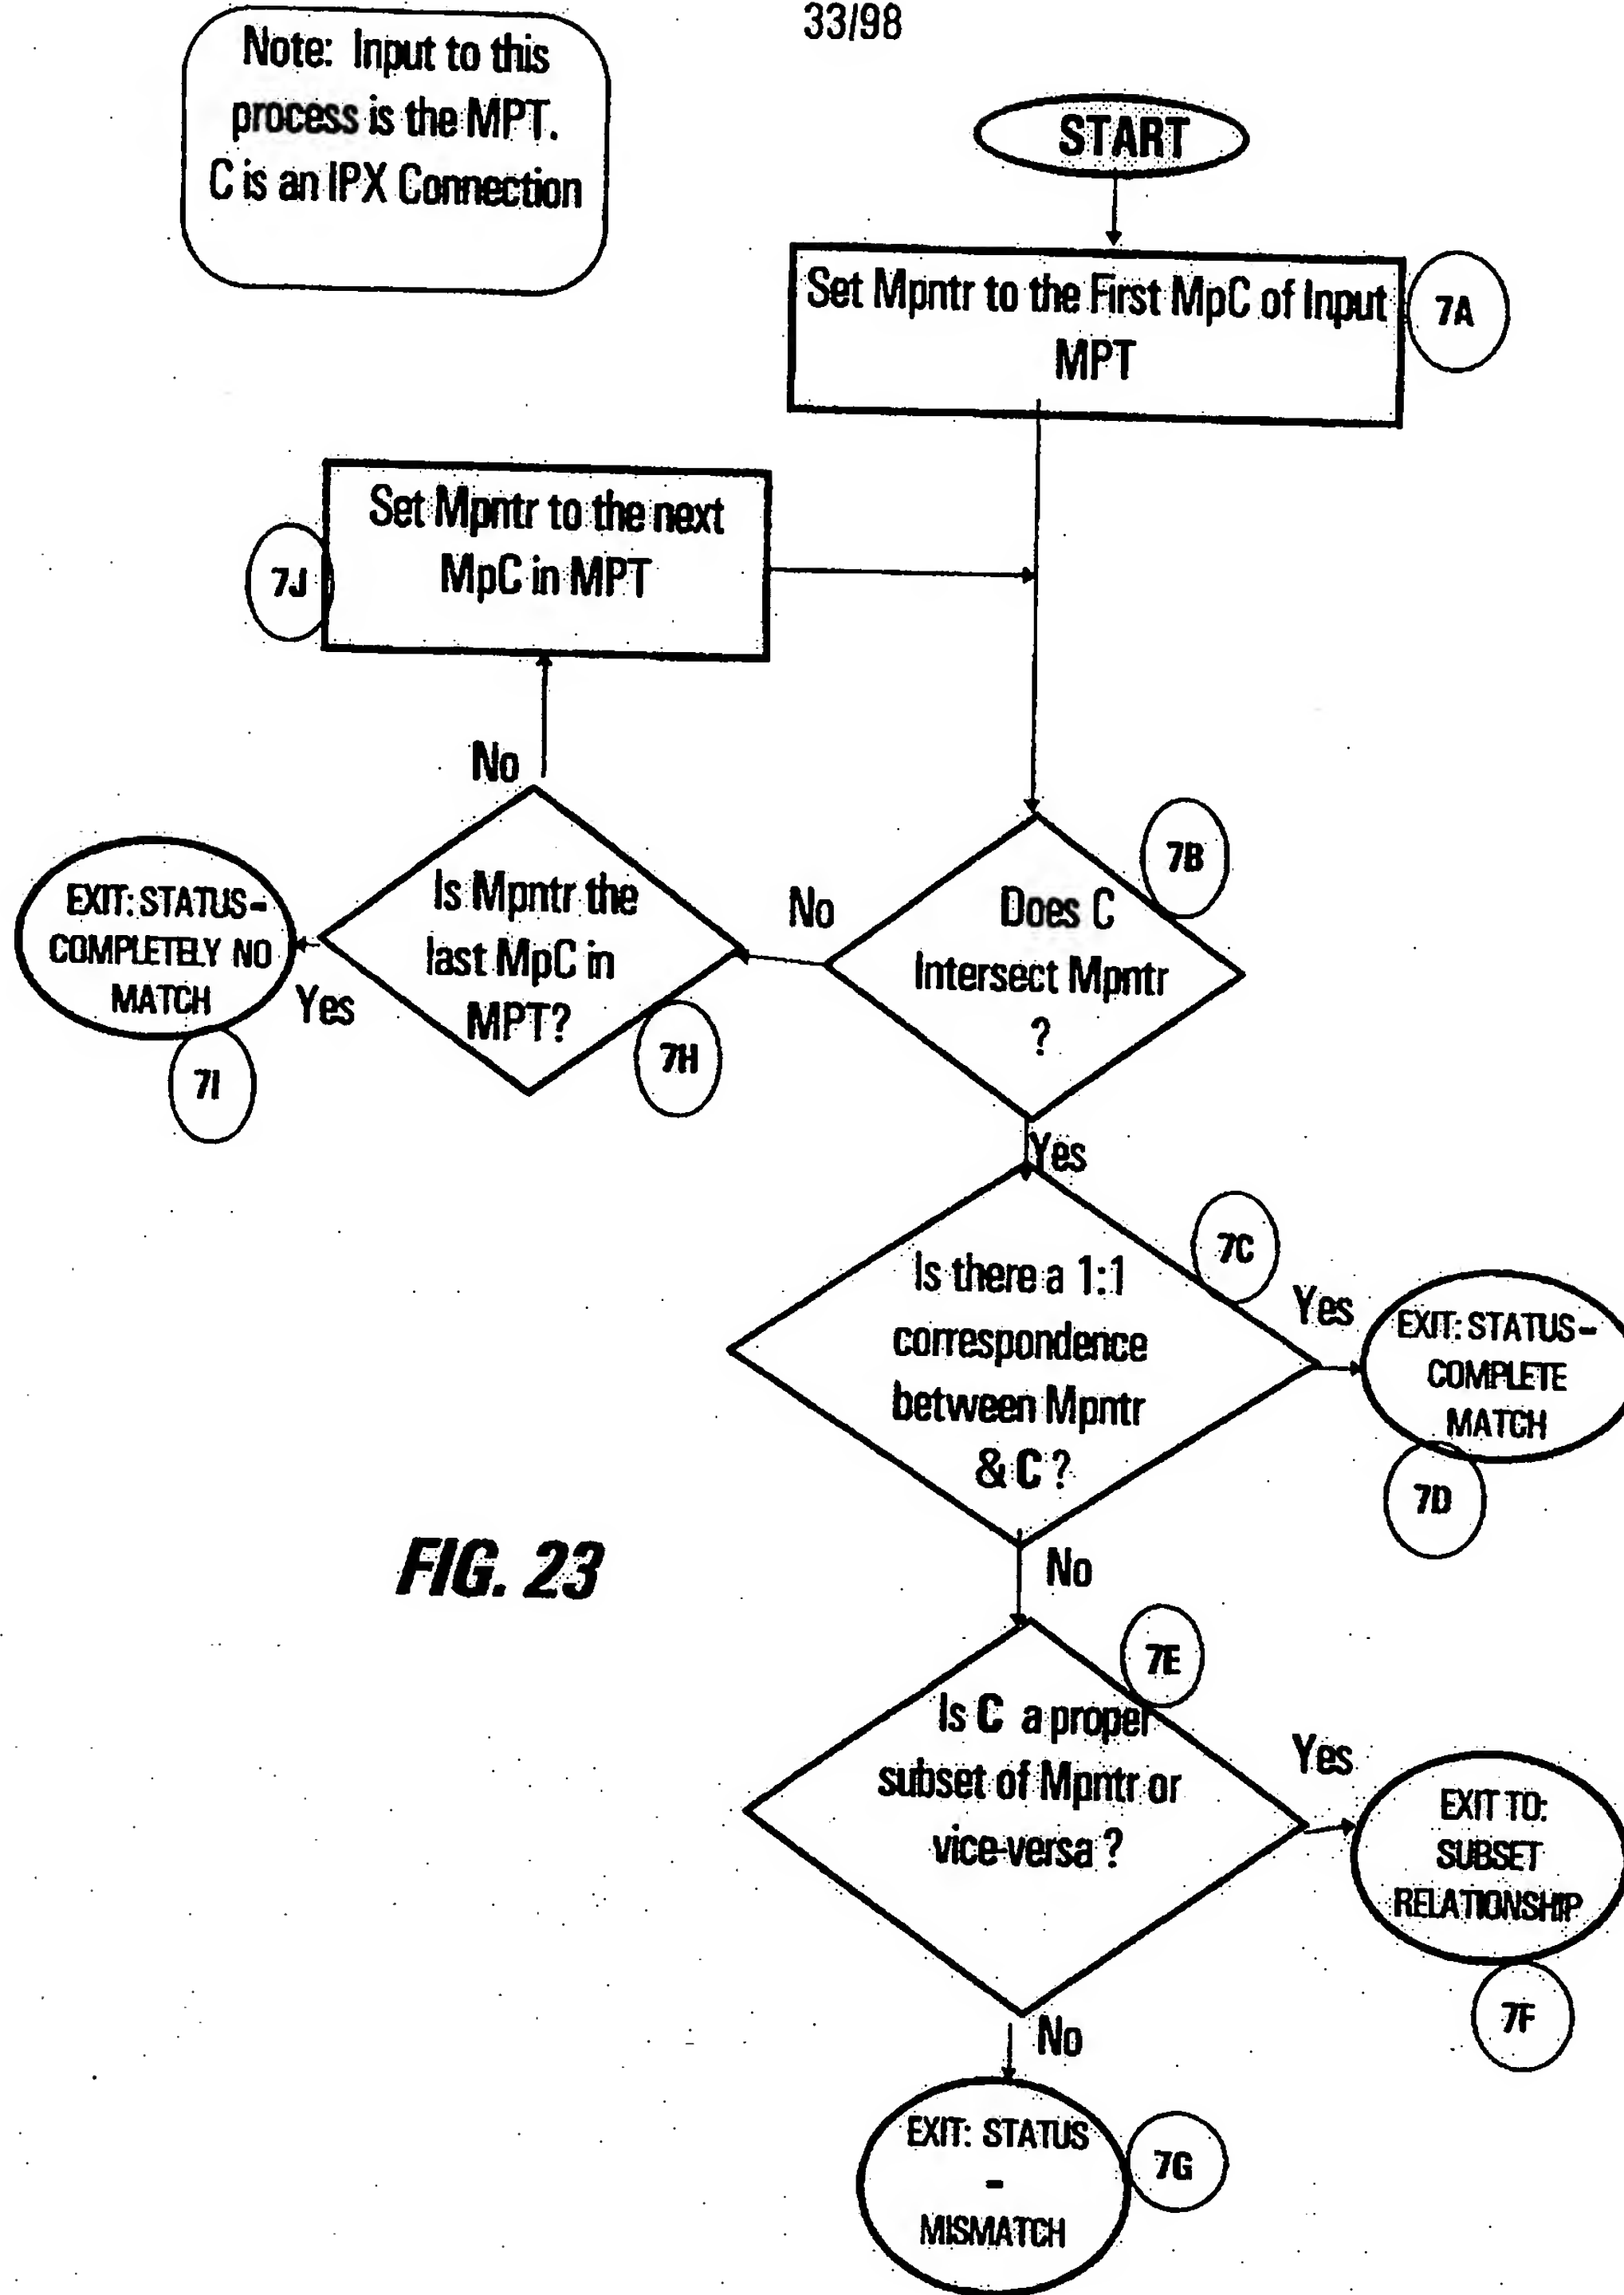 33/98
Note: Input to this
process is the MPT.
C is an IPX Connection
START
Set Mpntr to the First MpC of Input
MPT
7A
Set Mpntr to the next
MpC in MPT
7J
No
EXIT: STATUS-
COMPLETELY NO
MATCH
7I
Yes
Is Mpntr the
last MpC in
MPT?
7H
No
Does C
Intersect Mpntr
?
7B
Yes
Is there a 1:1
correspondence
between Mpntr
& C ?
7C
Yes
EXIT: STATUS-
COMPLETE
MATCH
7D
No
FIG. 23
Is C a proper
subset of Mpntr or
vice-versa ?
7E
Yes
EXIT TO:
SUBSET
RELATIONSHIP
7F
No
EXIT: STATUS
-
MISMATCH
7G